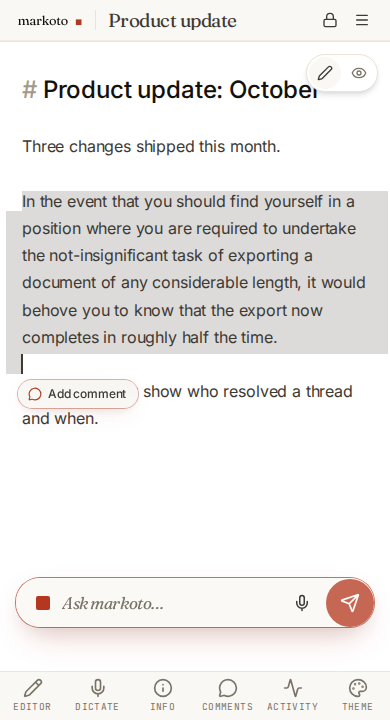 markoto
Product update
# Product update: October
Three changes shipped this month.
In the event that you should find yourself in a
position where you are required to undertake
the not-insignificant task of exporting a
document of any considerable length, it would
behove you to know that the export now
completes in roughly half the time.
Add comment
show who resolved a thread
and when.
Ask markoto...
EDITOR DICTATE INFO COMMENTS ACTIVITY THEME